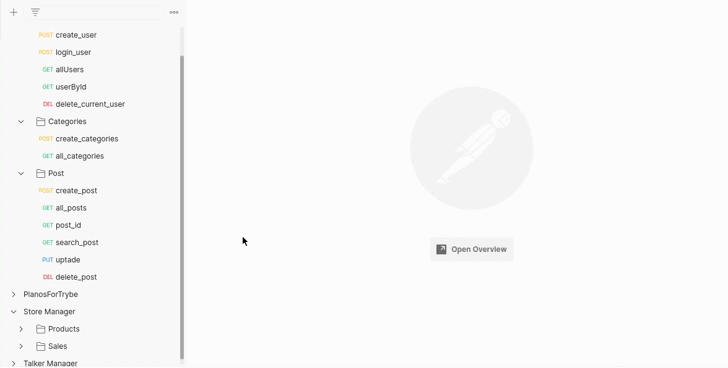 POST create_user
POST login_user
GET allUsers
GET userById
DEL delete_current_user
Categories
POST create_categories
GET all_categories
Post
POST create_post
GET all_posts
GET post_id
GET search_post
PUT uptade
DEL delete_post
PlanosForTrybe
Store Manager
Products
Sales
Talker Manager
Open Overview